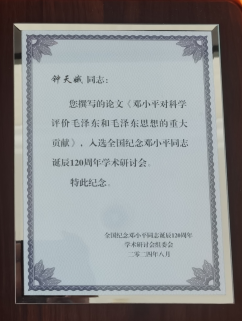 钟天娥 同志：
您撰写的论文《邓小平对科学
评价毛泽东和毛泽东思想的重大
贡献》，入选全国纪念邓小平同志
诞辰120周年学术研讨会。
特此纪念。
全国纪念邓小平同志诞辰120周年
学术研讨会组委会
二〇二四年八月